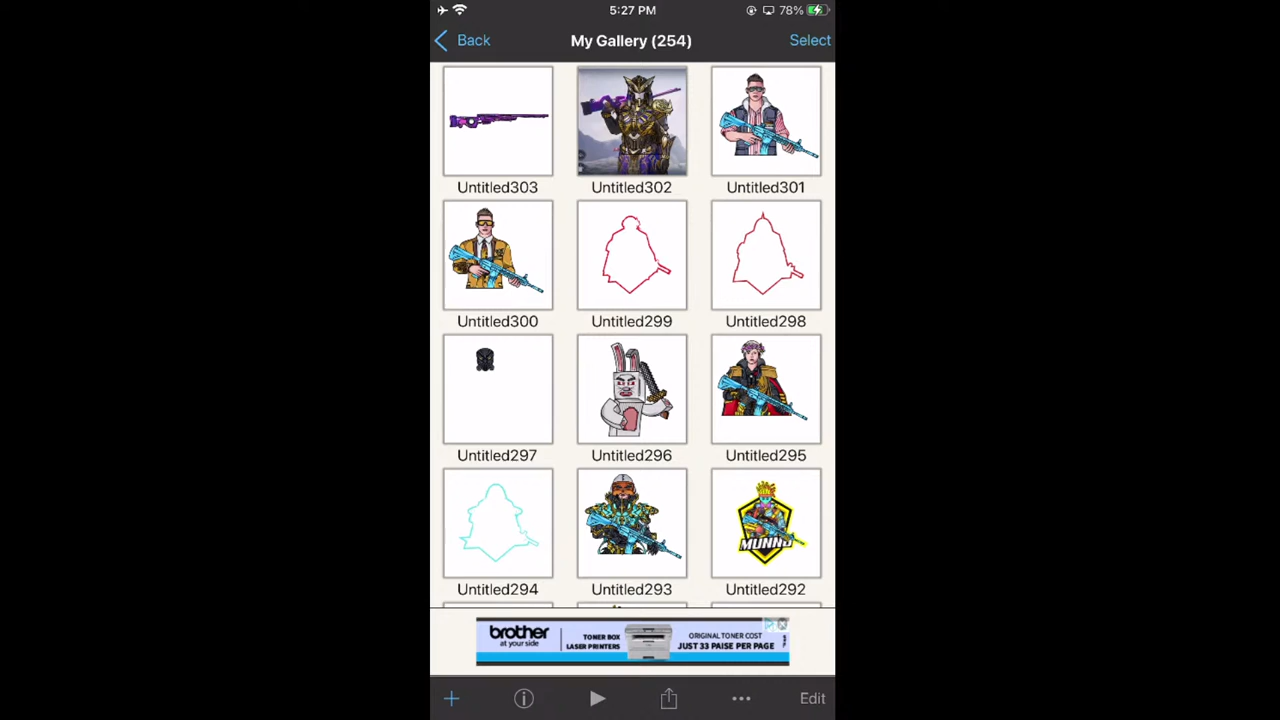 5:27 PM
78%
Back
My Gallery (254)
Select
Untitled303
Untitled302
Untitled301
Untitled300
Untitled299
Untitled298
Untitled297
Untitled296
Untitled295
MUNNO
Untitled294
Untitled293
Untitled292
brother
at your side
TONER BOX
LASER PRINTERS
ORIGINAL TONER COST
JUST 33 PAISE PER PAGE
Edit